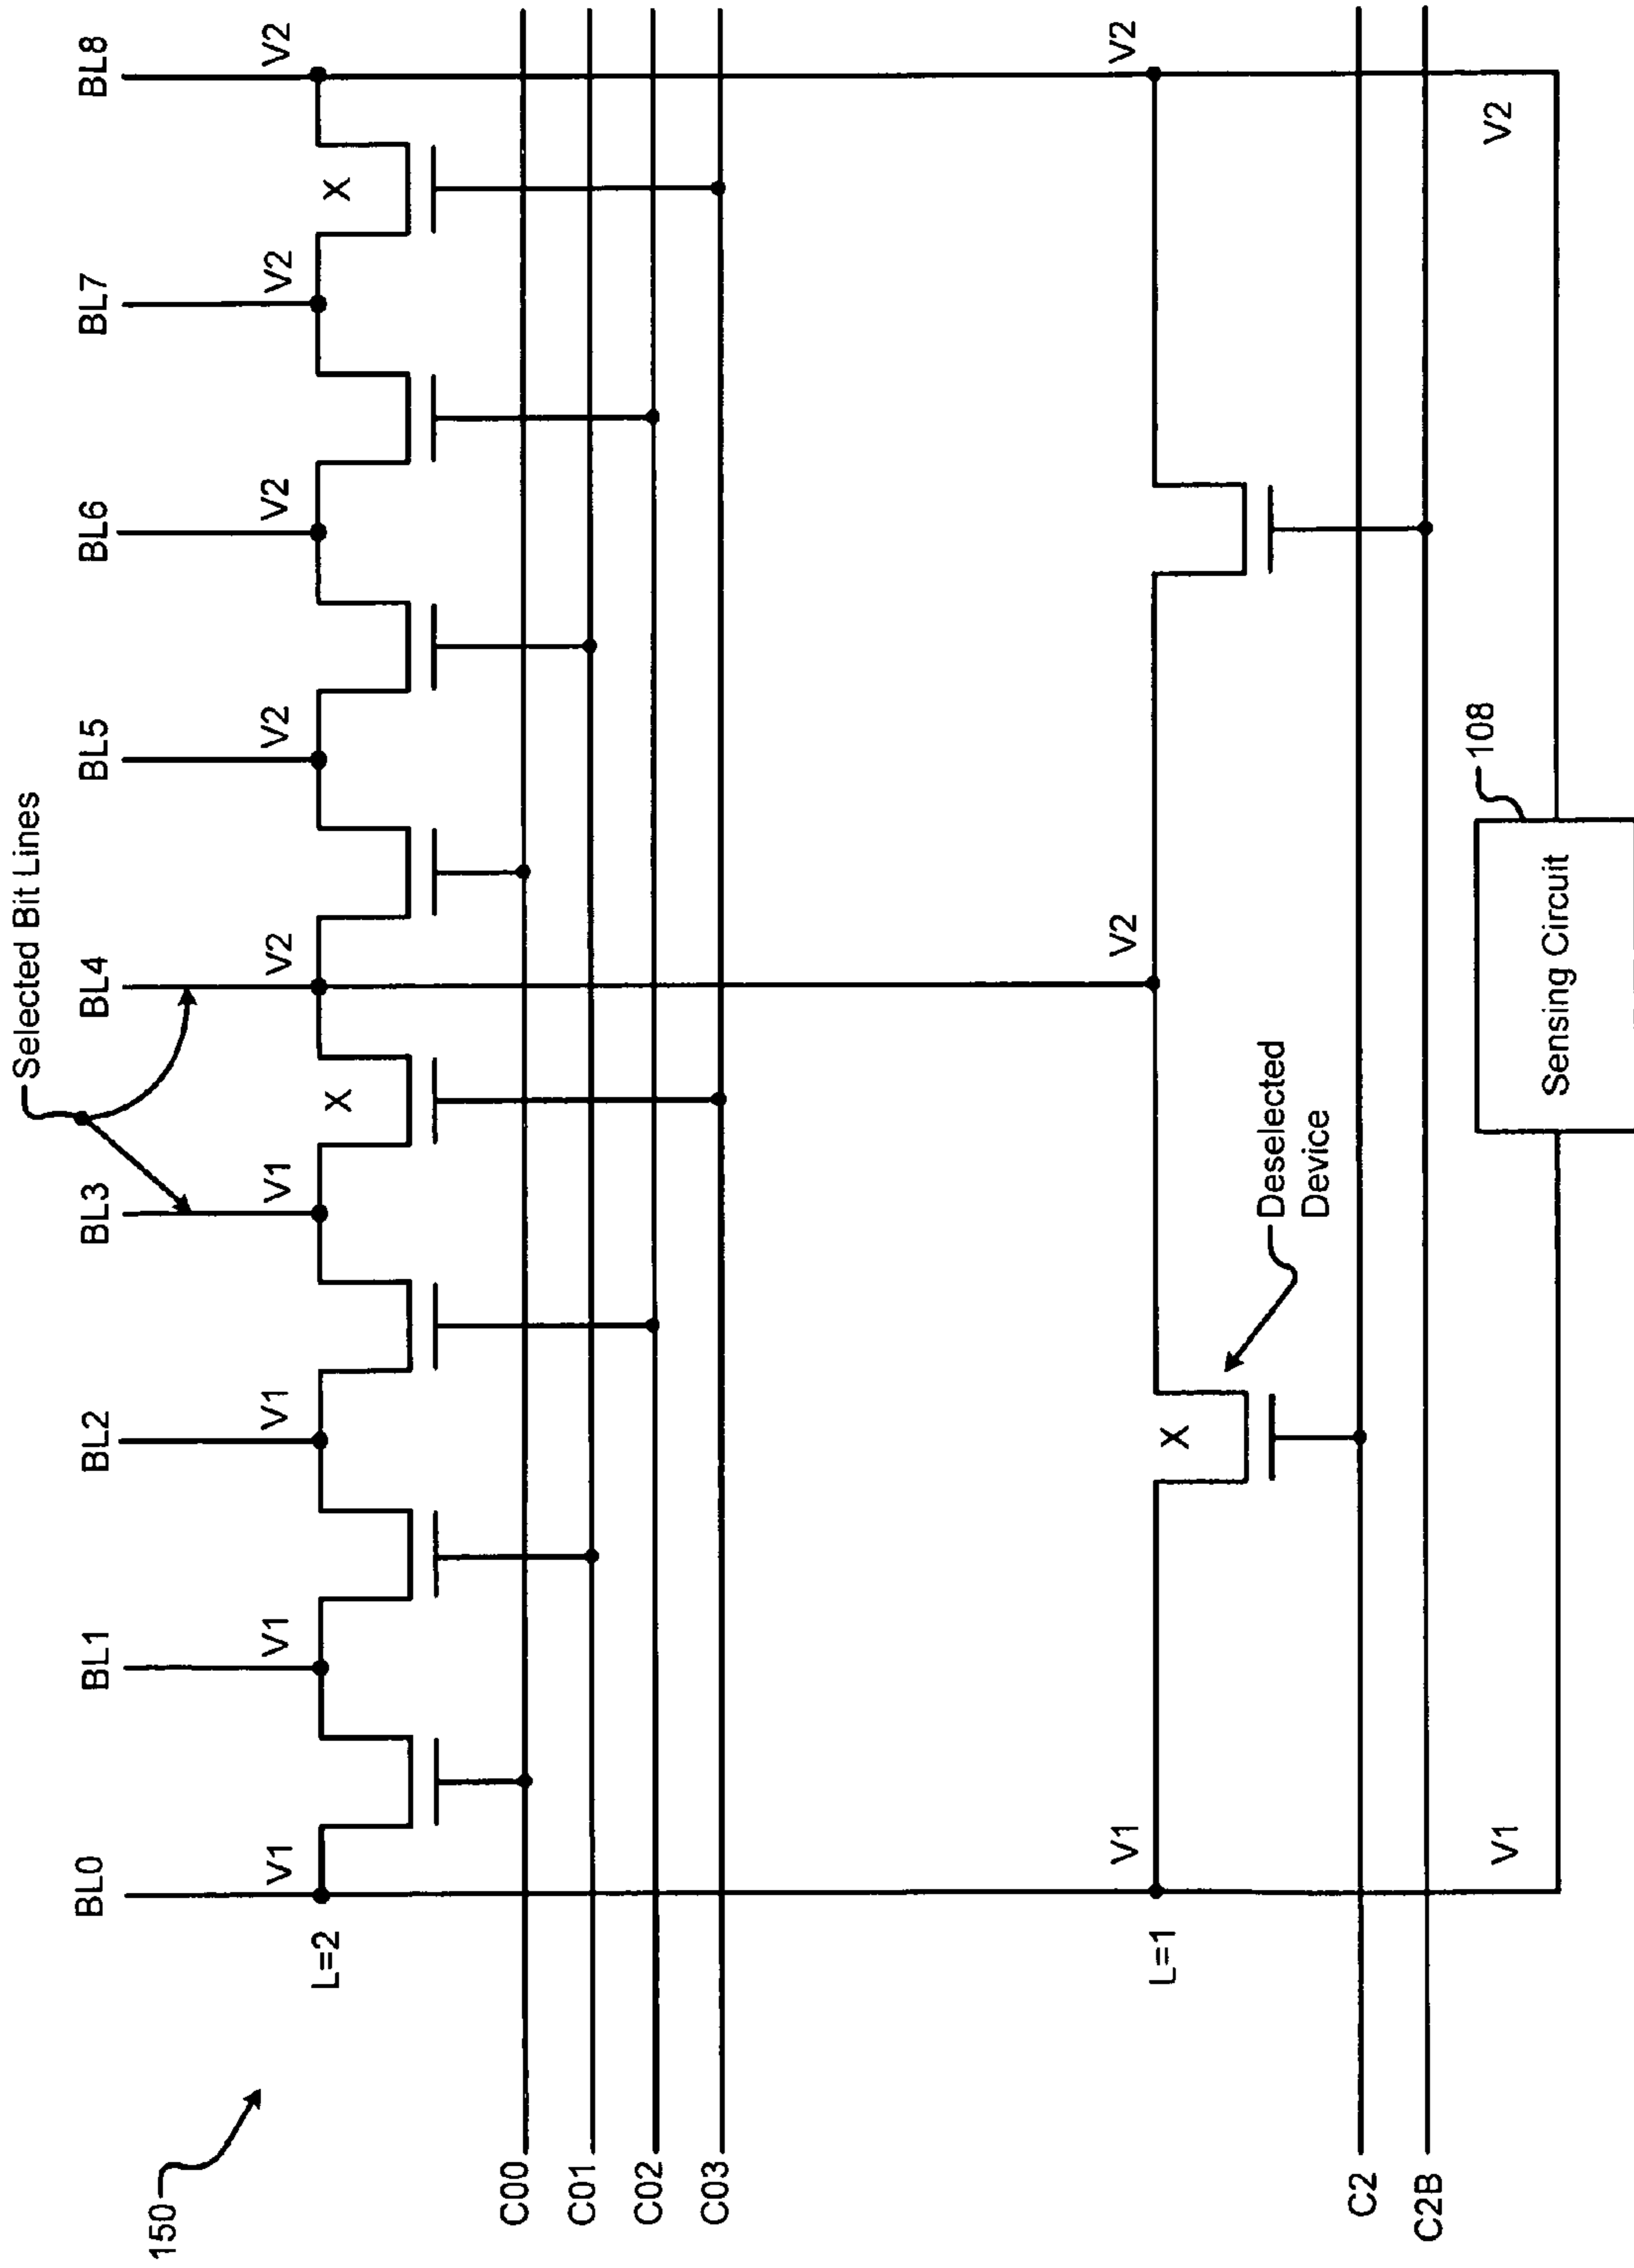 150
Selected Bit Lines
BL0 BL1 BL2 BL3 BL4 BL5 BL6 BL7 BL8
V1 V1 V1 V1 V2 V2 V2 V2 V2
L=2 X X
C00
C01
C02
C03
V1 V2 V2
L=1 X
Deselected
Device
C2
C2B
V1 V2
108
Sensing Circuit